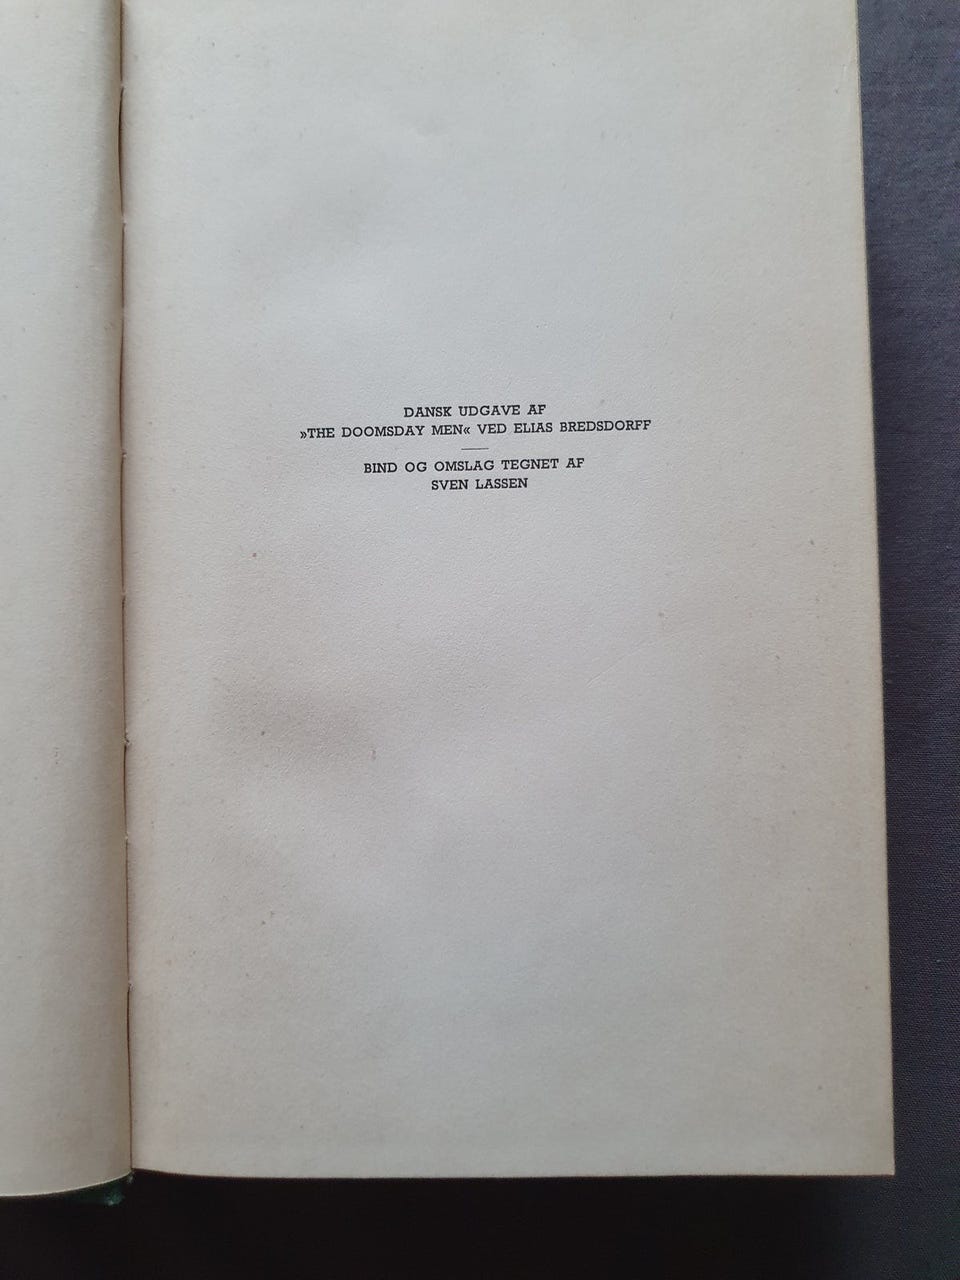 DANSK UDGAVE AF
»THE DOOMSDAY MEN« VED ELIAS BREDSDORFF
BIND OG OMSLAG TEGNET AF
SVEN LASSEN